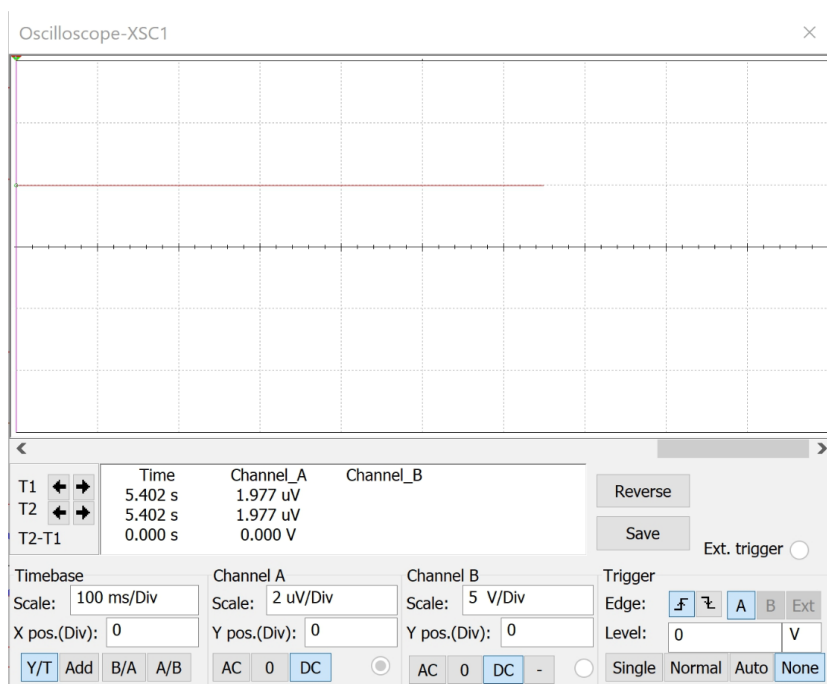 Oscilloscope-XSC1
Time Channel_A Channel_B
T1 5.402 s 1.977 uV
T2 5.402 s 1.977 uV
T2-T1 0.000 s 0.000 V
Reverse
Save
Ext. trigger
Timebase
Scale: 100 ms/Div
X pos.(Div): 0
Y/T Add B/A A/B
Channel A
Scale: 2 uV/Div
Y pos.(Div): 0
AC 0 DC
Channel B
Scale: 5 V/Div
Y pos.(Div): 0
AC 0 DC -
Trigger
Edge: A B Ext
Level: 0 V
Single Normal Auto None